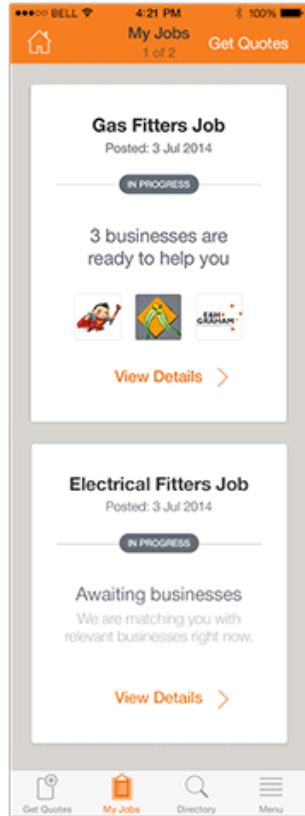 BELL 4:21 PM 100%
My Jobs
1 of 2
Get Quotes
Gas Fitters Job
Posted: 3 Jul 2014
IN PROGRESS
3 businesses are
ready to help you
E&H
GRAHAM
View Details
Electrical Fitters Job
Posted: 3 Jul 2014
IN PROGRESS
Awaiting businesses
We are matching you with
relevant businesses right now.
View Details
Get Quotes My Jobs Directory Menu